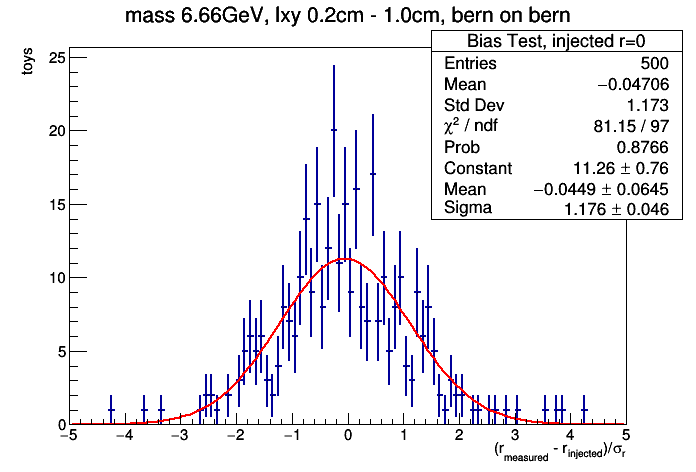 mass 6.66GeV, lxy 0.2cm - 1.0cm, bern on bern
Bias Test, injected r=0
Entries 500
Mean −0.04706
Std Dev 1.173
χ² / ndf 81.15 / 97
Prob 0.8766
Constant 11.26 ± 0.76
Mean −0.0449 ± 0.0645
Sigma 1.176 ± 0.046
toys
25
20
15
10
5
0
−5 −4 −3 −2 −1 0 1 2 3 4 5
(r_measured - r_injected)/σ_r